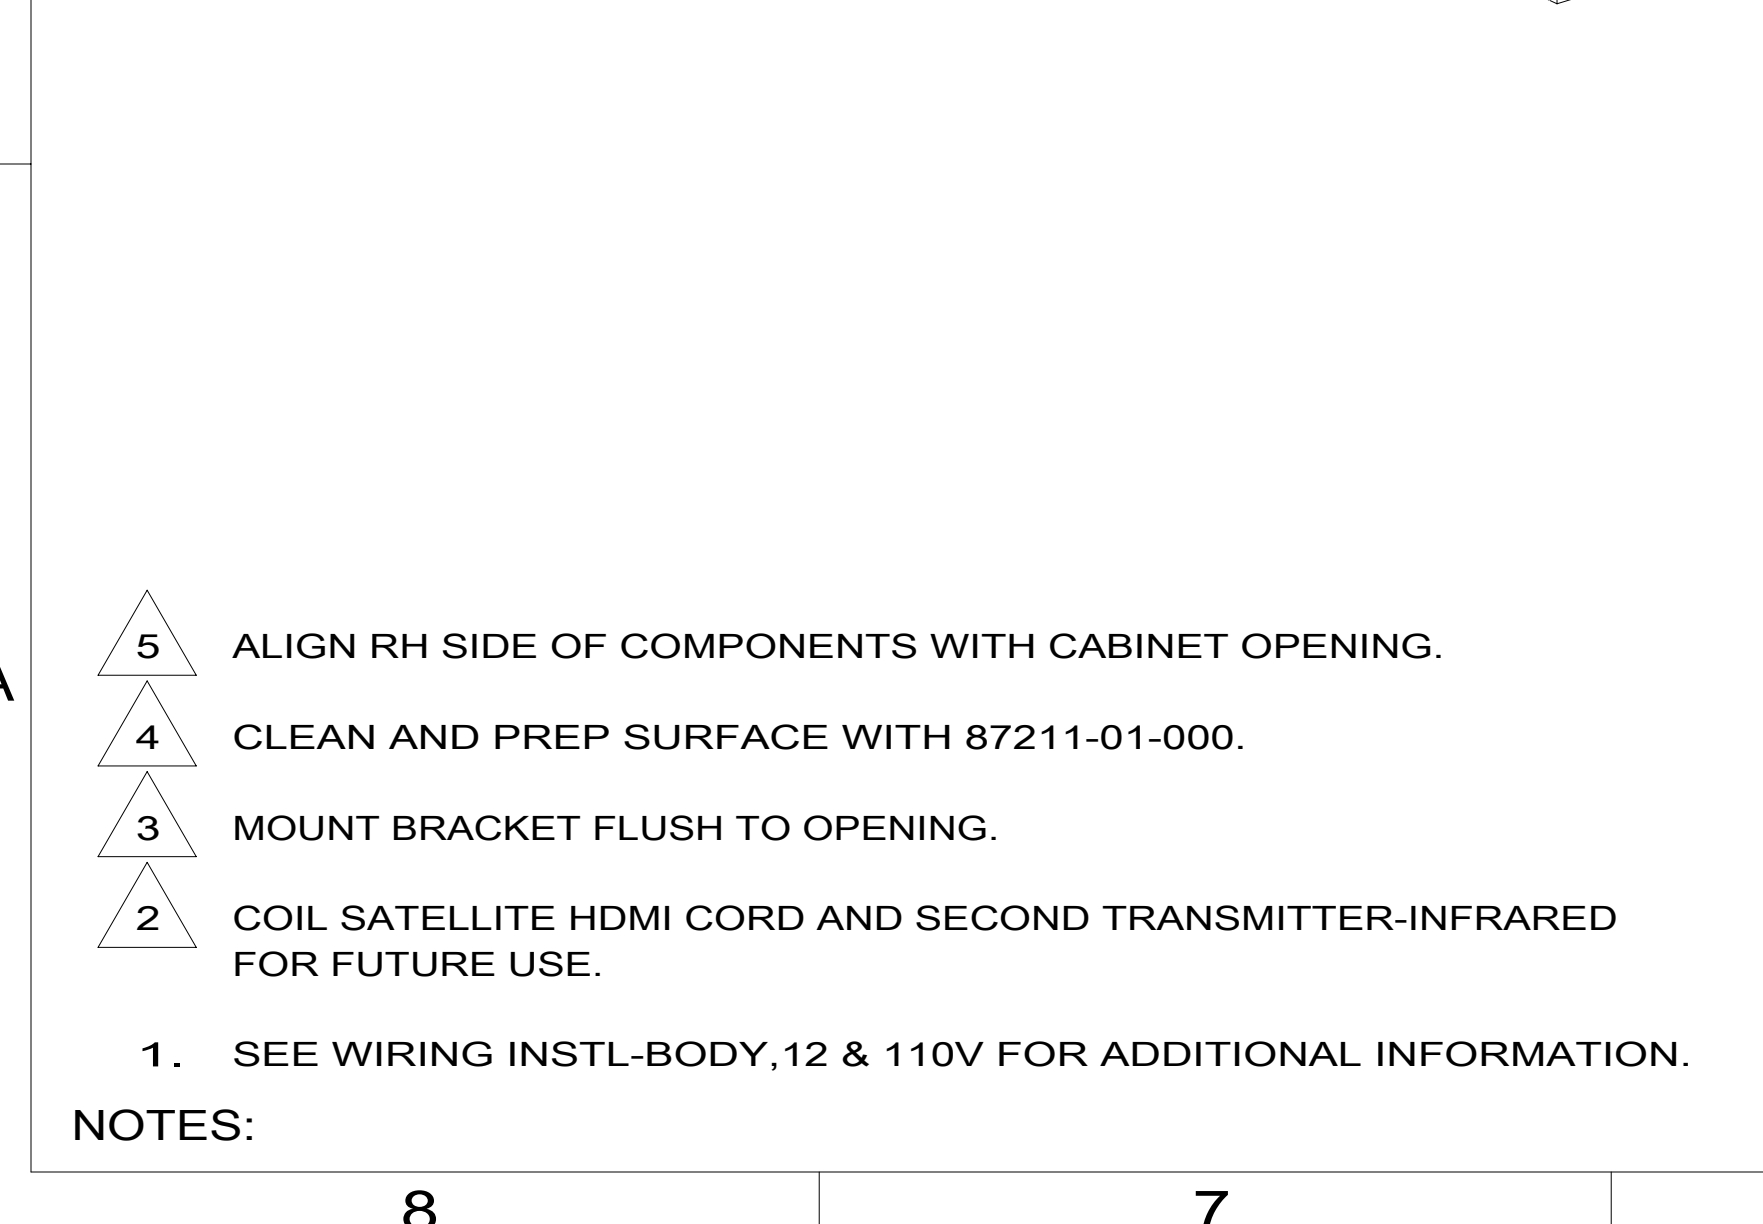 5 ALIGN RH SIDE OF COMPONENTS WITH CABINET OPENING.
A
4 CLEAN AND PREP SURFACE WITH 87211-01-000.
3 MOUNT BRACKET FLUSH TO OPENING.
2 COIL SATELLITE HDMI CORD AND SECOND TRANSMITTER-INFRARED
FOR FUTURE USE.
1. SEE WIRING INSTL-BODY,12 & 110V FOR ADDITIONAL INFORMATION.
NOTES:
8 7